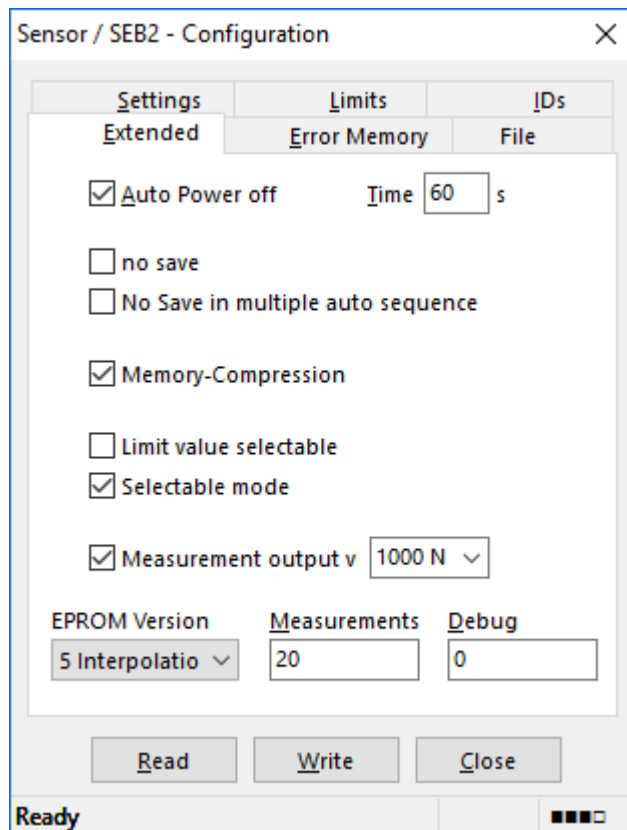 Sensor / SEB2 - Configuration
Settings Limits IDs
Extended Error Memory File
Auto Power off Time 60 s
no save
No Save in multiple auto sequence
Memory-Compression
Limit value selectable
Selectable mode
Measurement output v 1000 N
EPROM Version Measurements Debug
5 Interpolatio 20 0
Read Write Close
Ready